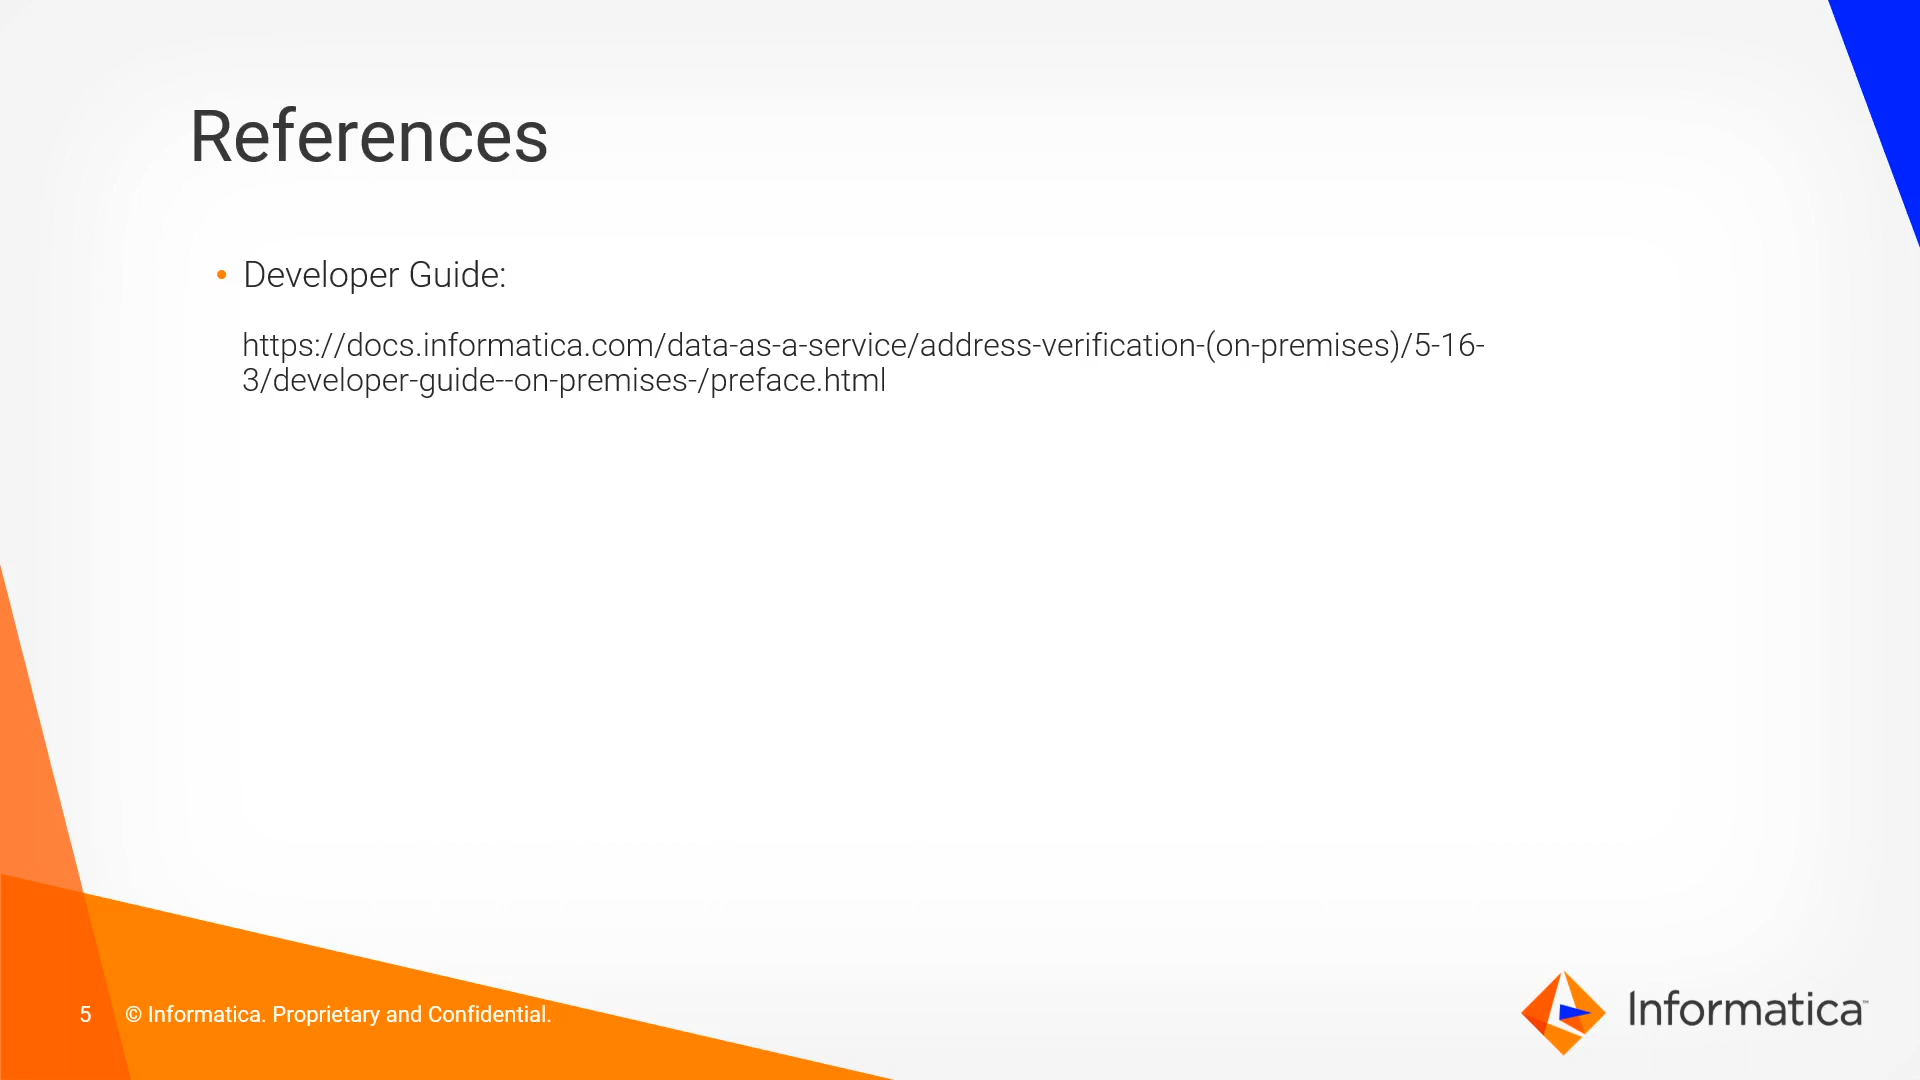 References
• Developer Guide:
https://docs.informatica.com/data-as-a-service/address-verification-(on-premises)/5-16-
3/developer-guide--on-premises-/preface.html
5 © Informatica. Proprietary and Confidential.
Informatica™